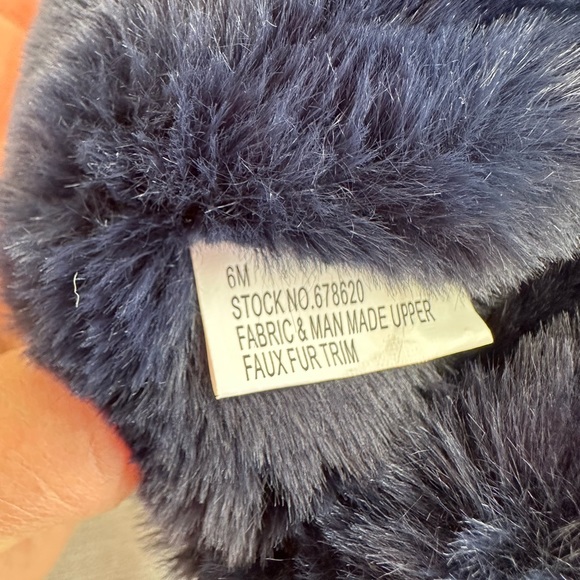 6M
STOCK NO.678620
FABRIC & MAN MADE UPPER
FAUX FUR TRIM